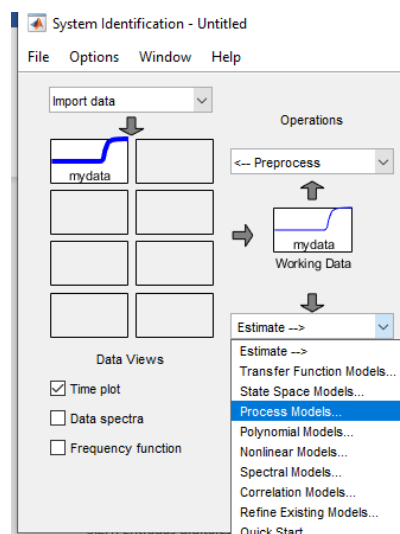 System Identification - Untitled
File Options Window Help
Import data
Operations
mydata
<-- Preprocess
mydata
Working Data
Estimate -->
Data Views
Estimate -->
Transfer Function Models...
Time plot
State Space Models...
Process Models...
Data spectra
Polynomial Models...
Frequency function
Nonlinear Models...
Spectral Models...
Correlation Models...
Refine Existing Models...
Quick Start